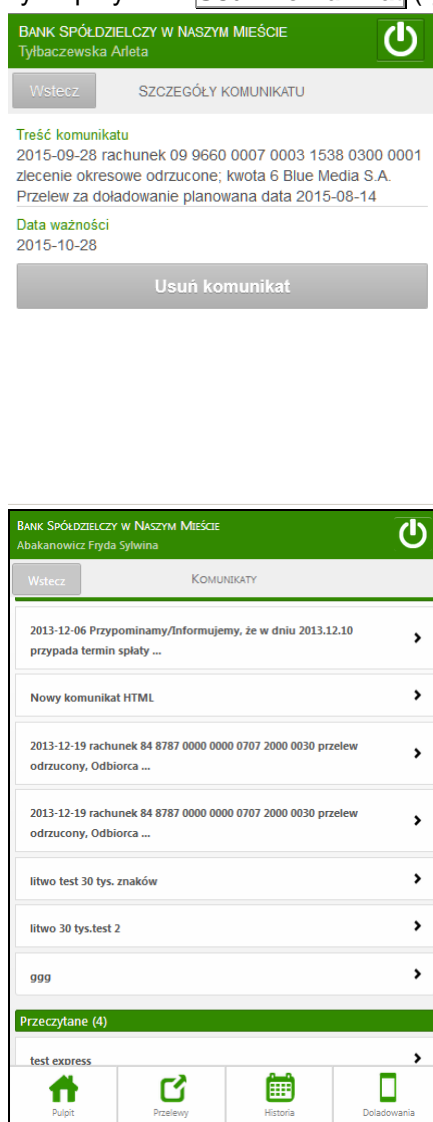 BANK SPÓŁDZIELCZY W NASZYM MIEŚCIE
Tyłbaczewska Arleta
Wstecz SZCZEGÓŁY KOMUNIKATU
Treść komunikatu
2015-09-28 rachunek 09 9660 0007 0003 1538 0300 0001
zlecenie okresowe odrzucone; kwota 6 Blue Media S.A.
Przelew za doładowanie planowana data 2015-08-14
Data ważności
2015-10-28
Usuń komunikat
BANK SPÓŁDZIELCZY W NASZYM MIEŚCIE
Abakanowicz Fryda Sylwina
Wstecz KOMUNIKATY
2013-12-06 Przypominamy/Informujemy, że w dniu 2013.12.10
przypada termin spłaty ...
Nowy komunikat HTML
2013-12-19 rachunek 84 8787 0000 0000 0707 2000 0030 przelew
odrzucony, Odbiorca ...
2013-12-19 rachunek 84 8787 0000 0000 0707 2000 0030 przelew
odrzucony, Odbiorca ...
litwo test 30 tys. znaków
litwo 30 tys.test 2
ggg
Przeczytane (4)
test express
Pulpit Przelewy Historia Doladowania